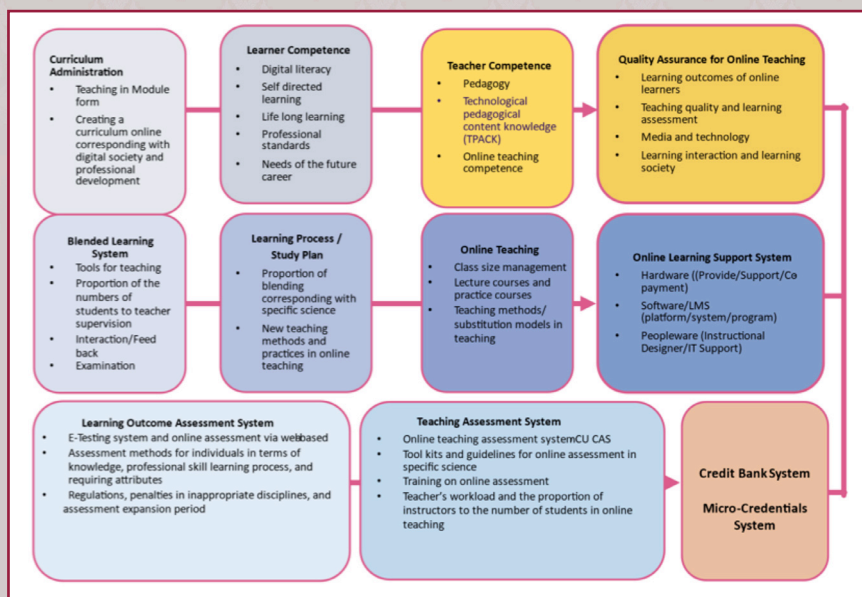 Curriculum
Administration
• Teaching in Module
form
• Creating a
curriculum online
corresponding with
digital society and
professional
development
Learner Competence
• Digital literacy
• Self directed
learning
• Life long learning
• Professional
standards
• Needs of the future
career
Teacher Competence
• Pedagogy
• Technological
pedagogical
content knowledge
(TPACK)
• Online teaching
competence
Quality Assurance for Online Teaching
• Learning outcomes of online
learners
• Teaching quality and learning
assessment
• Media and technology
• Learning interaction and learning
society
Blended Learning
System
• Tools for teaching
• Proportion of the
numbers of
students to teacher
supervision
• Interaction/Feed
back
• Examination
Learning Process /
Study Plan
• Proportion of
blending
corresponding with
specific science
• New teaching
methods and
practices in online
teaching
Online Teaching
• Class size management
• Lecture courses and
practice courses
• Teaching methods/
substitution models in
teaching
Online Learning Support System
• Hardware ((Provide/Support/Co-
payment)
• Software/LMS
(platform/system/program)
• Peopleware (Instructional
Designer/IT Support)
Learning Outcome Assessment System
• E-Testing system and online assessment via web-based
• Assessment methods for individuals in terms of
knowledge, professional skill learning process, and
requiring attributes
• Regulations, penalties in inappropriate disciplines, and
assessment expansion period
Teaching Assessment System
• Online teaching assessment system-CU CAS
• Tool kits and guidelines for online assessment in
specific science
• Training on online assessment
• Teacher's workload and the proportion of
instructors to the number of students in online
teaching
Credit Bank System
Micro-Credentials
System